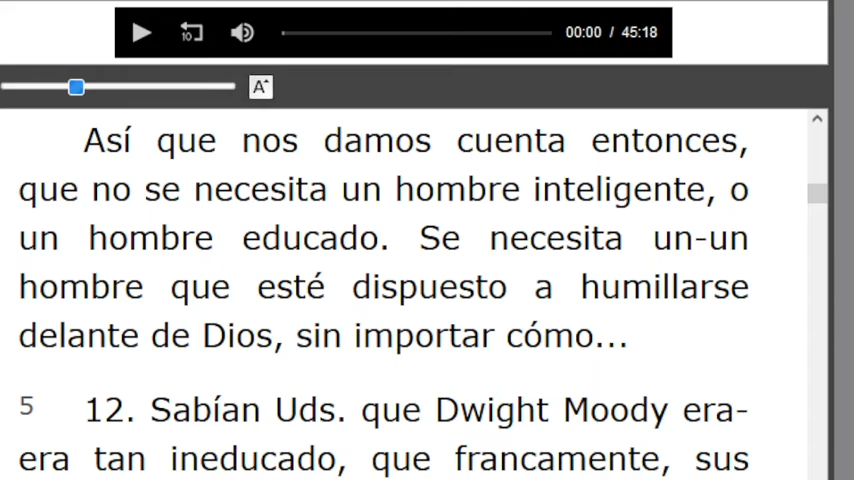 10
00:00 / 45:18
A
Así que nos damos cuenta entonces,
que no se necesita un hombre inteligente, o
un hombre educado. Se necesita un-un
hombre que esté dispuesto a humillarse
delante de Dios, sin importar cómo...
5 12. Sabían Uds. que Dwight Moody era-
era tan ineducado, que francamente, sus